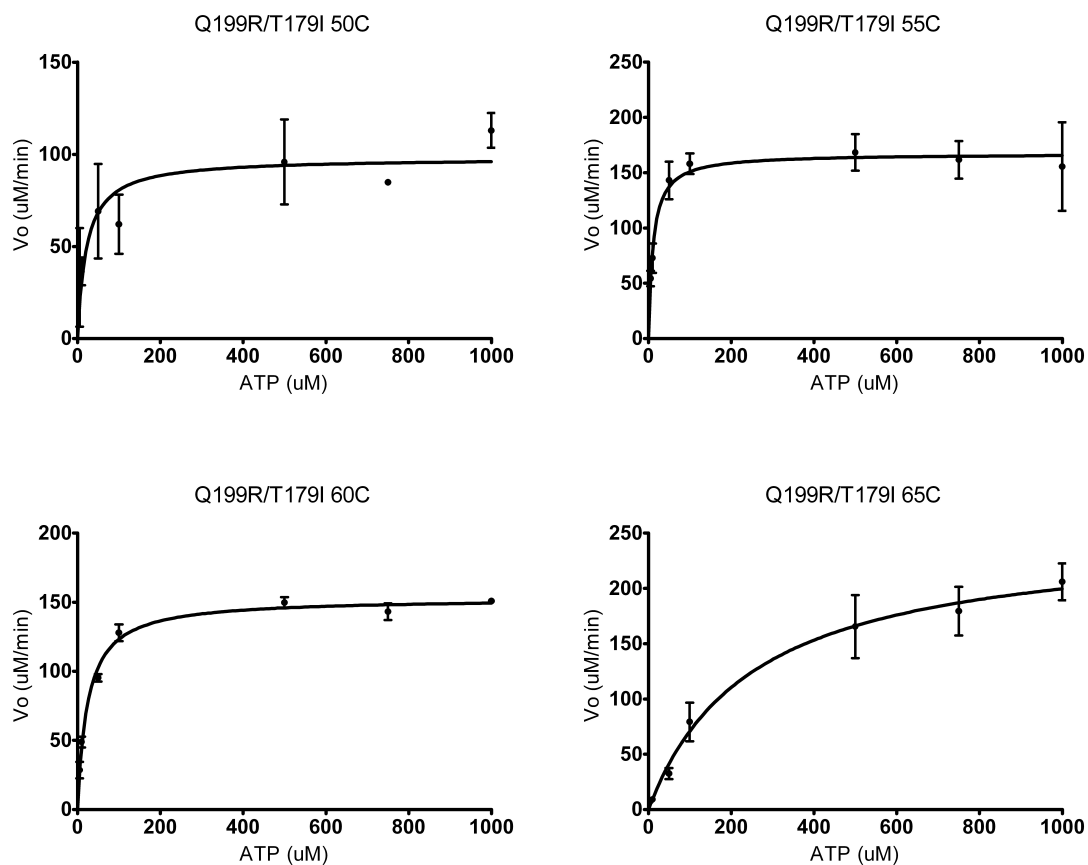 Q199R/T179I 50C
150
100
50
0
Vo (uM/min)
0 200 400 600 800 1000
ATP (uM)
Q199R/T179I 55C
250
200
150
100
50
0
Vo (uM/min)
0 200 400 600 800 1000
ATP (uM)
Q199R/T179I 60C
200
150
100
50
0
Vo (uM/min)
0 200 400 600 800 1000
ATP (uM)
Q199R/T179I 65C
250
200
150
100
50
0
Vo (uM/min)
0 200 400 600 800 1000
ATP (uM)